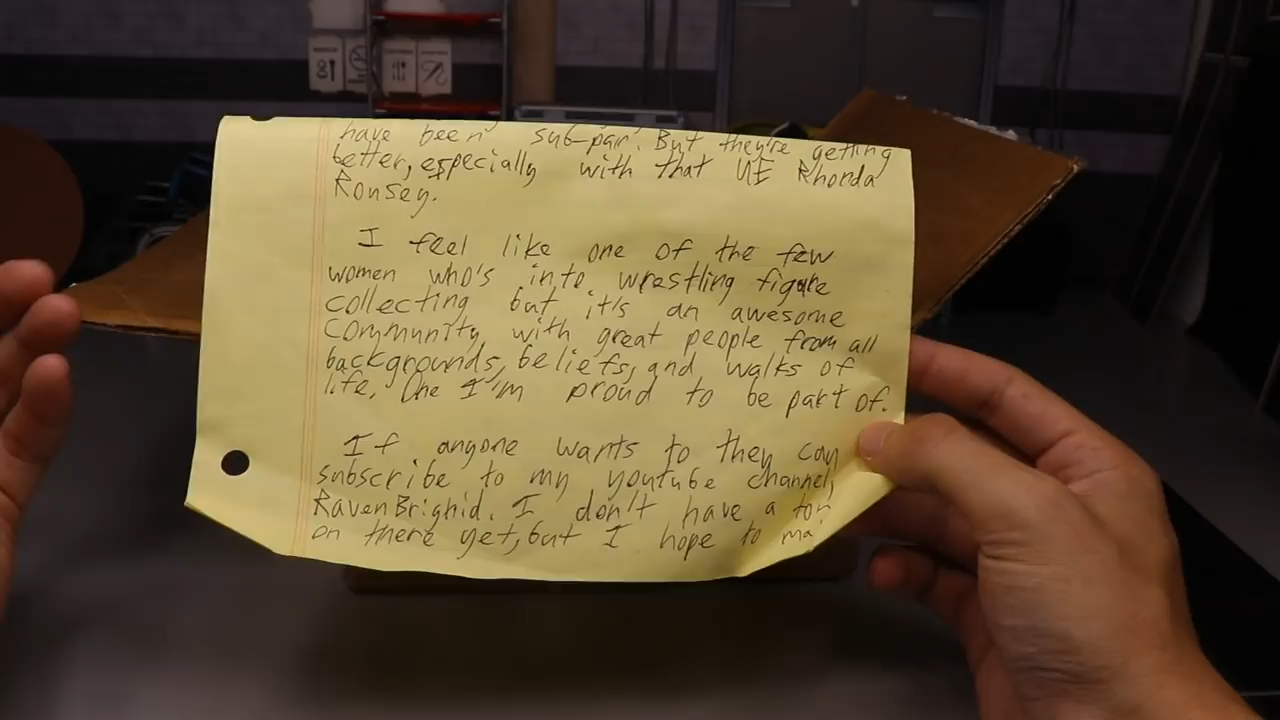 have been sub-par. But they're getting
better, especially with that UE Rhonda
Ronsey.
I feel like one of the few
women who's into wrestling figure
collecting but it's an awesome
community with great people from all
backgrounds, beliefs, and walks of
life. One I'm proud to be part of.
If anyone wants to they can
subscribe to my youtube channel,
RavenBrighid. I don't have a ton
on there yet, but I hope to ma